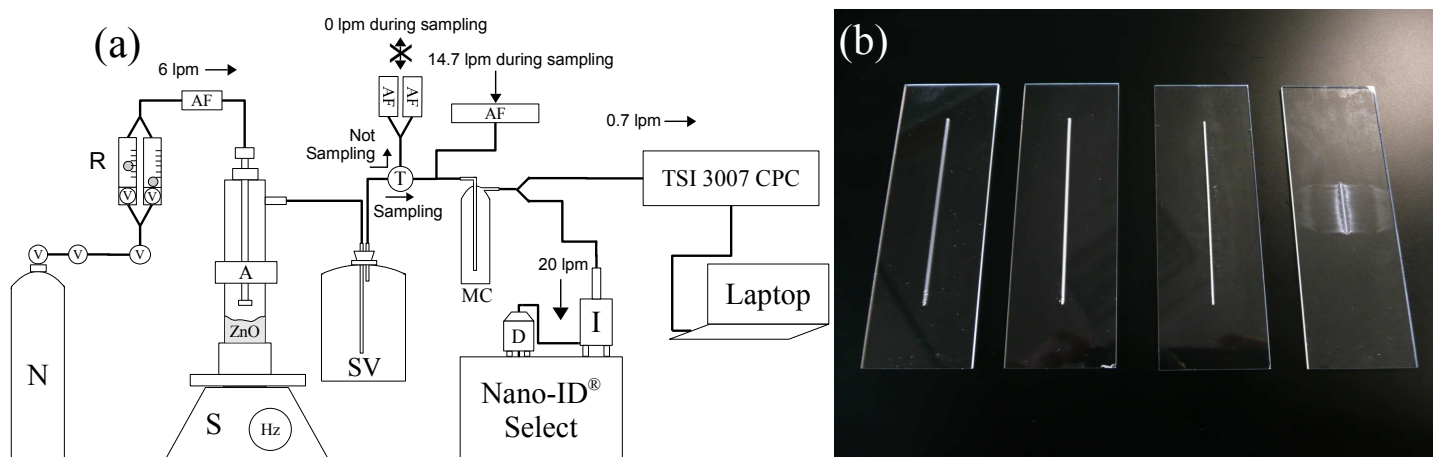 (a)
0 lpm during sampling
14.7 lpm during sampling
6 lpm
AF
AF
AF
AF
0.7 lpm
R
Not
Sampling
V
V
T
TSI 3007 CPC
Sampling
V
V
V
A
20 lpm
MC
Laptop
ZnO
D
I
N
SV
S
Hz
Nano-ID®
Select
(b)